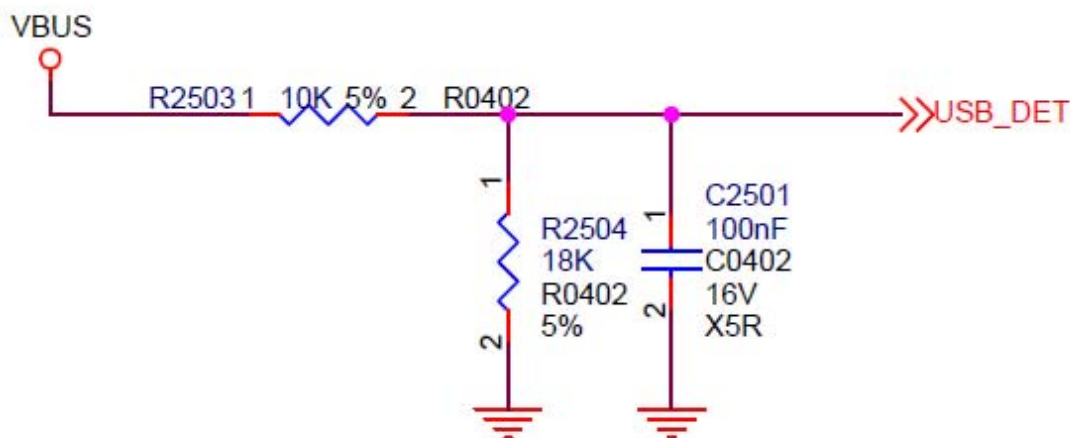 VBUS
R2503 1 10K 5% 2 R0402
USB_DET
1
R2504
18K
R0402
5%
2
1
C2501
100nF
C0402
16V
X5R
2